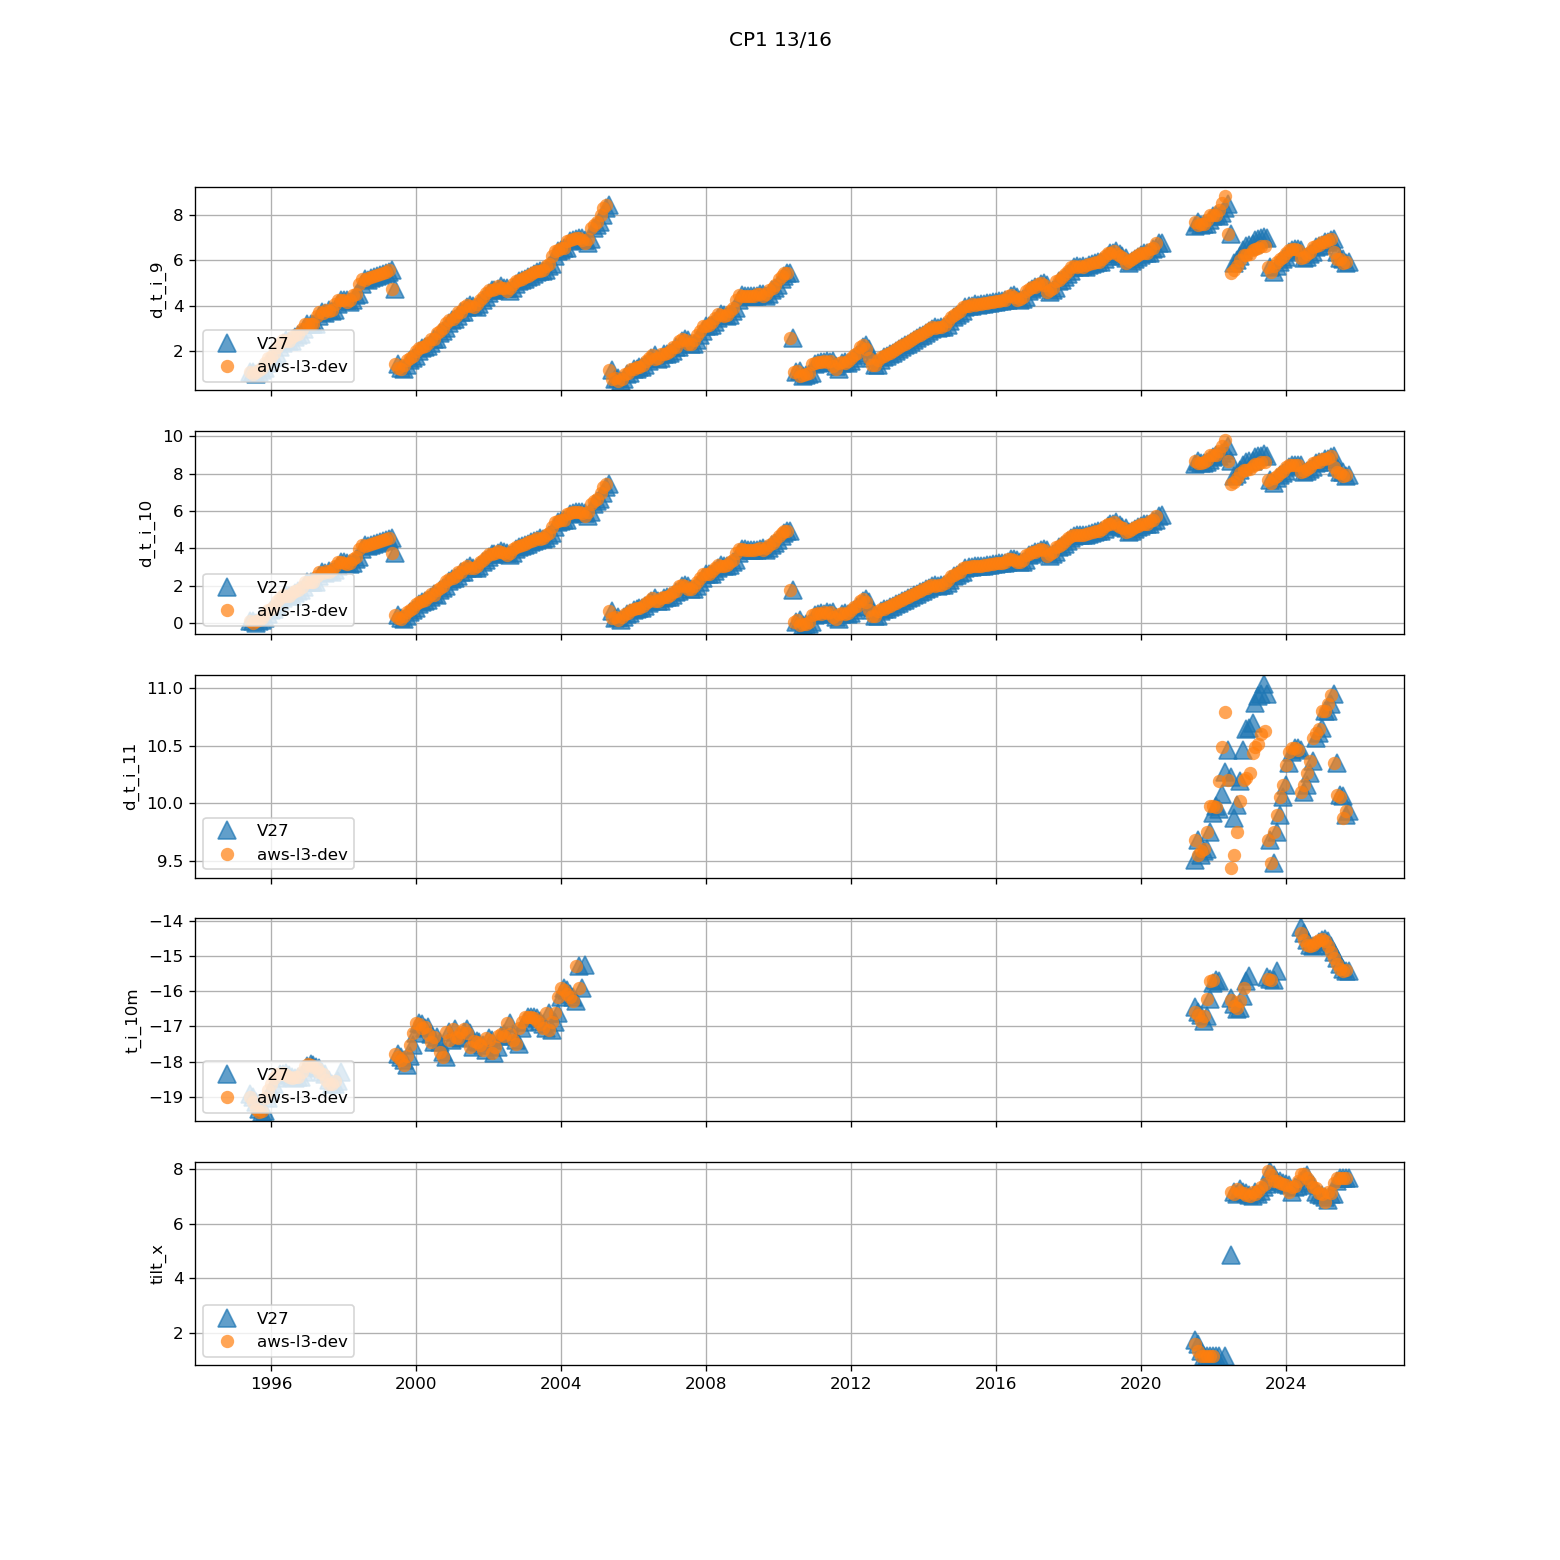 CP1 13/16
8
6
4
2
d_t_i_9
V27
aws-l3-dev
10
8
6
4
2
0
d_t_i_10
V27
aws-l3-dev
11.0
10.5
10.0
9.5
d_t_i_11
V27
aws-l3-dev
−14
−15
−16
−17
−18
−19
t_i_10m
V27
aws-l3-dev
8
6
4
2
tilt_x
V27
aws-l3-dev
1996 2000 2004 2008 2012 2016 2020 2024